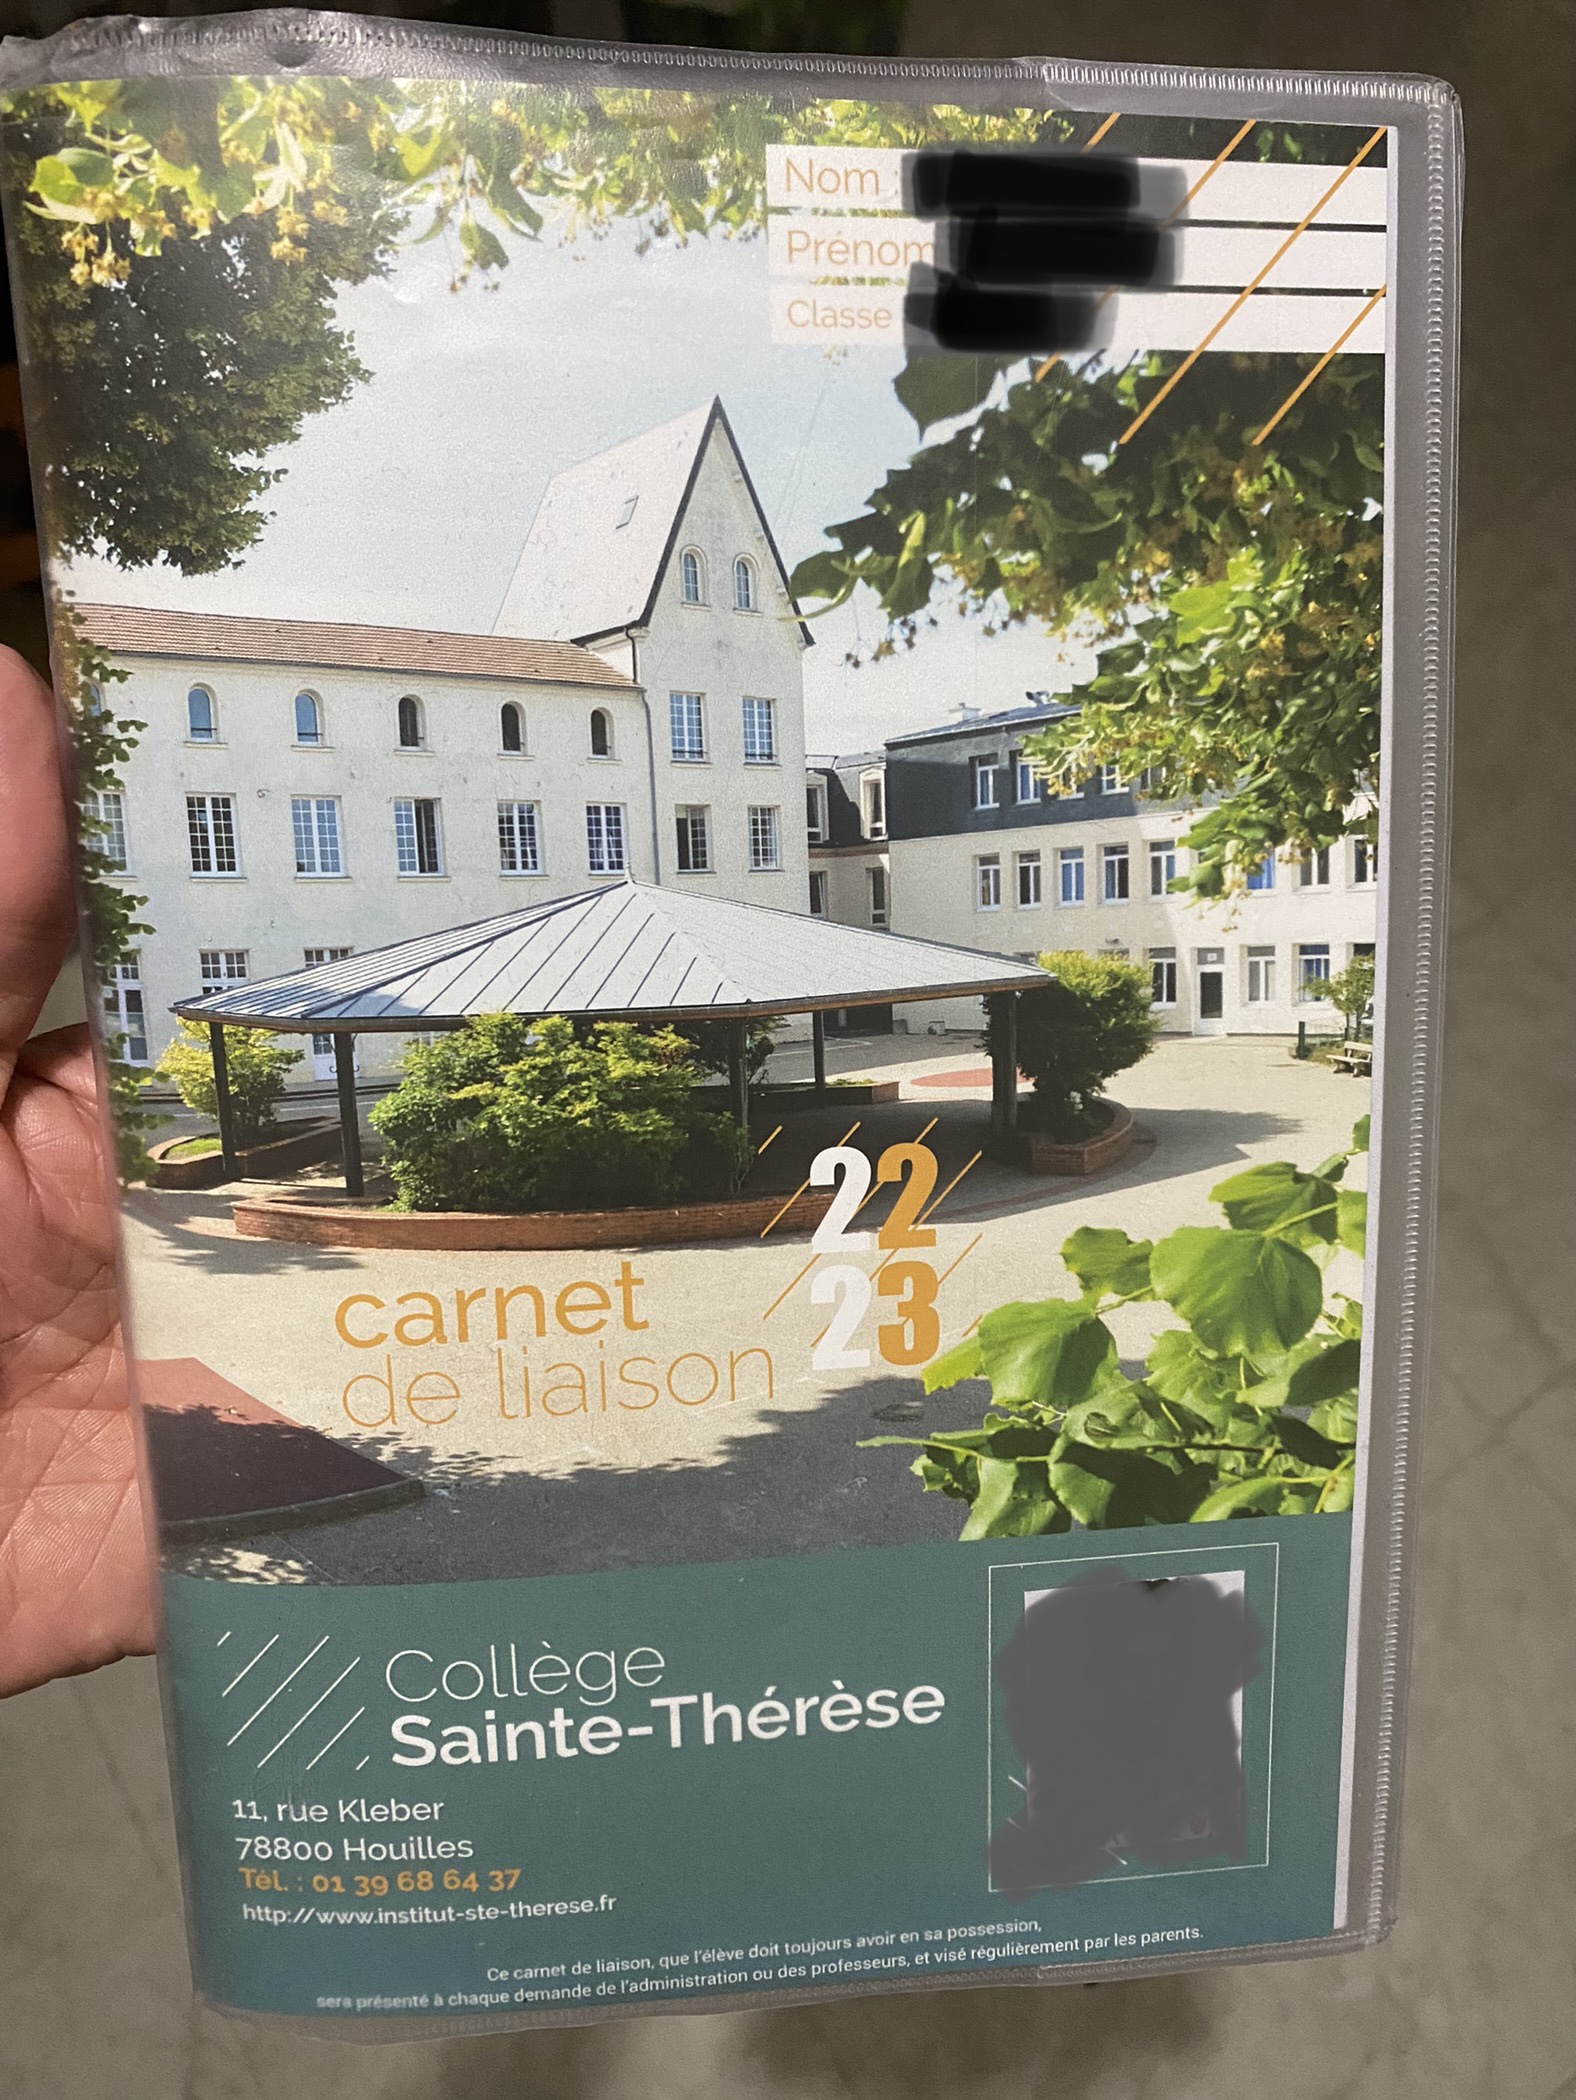 Nom :
Prénom
Classe
22
23
carnet
de liaison
Collège
Sainte-Thérèse
11, rue Kleber
78800 Houilles
Tél. : 01 39 68 64 37
http://www.institut-ste-therese.fr
Ce carnet de liaison, que l'élève doit toujours avoir en sa possession,
sera présenté à chaque demande de l'administration ou des professeurs, et visé régulièrement par les parents.